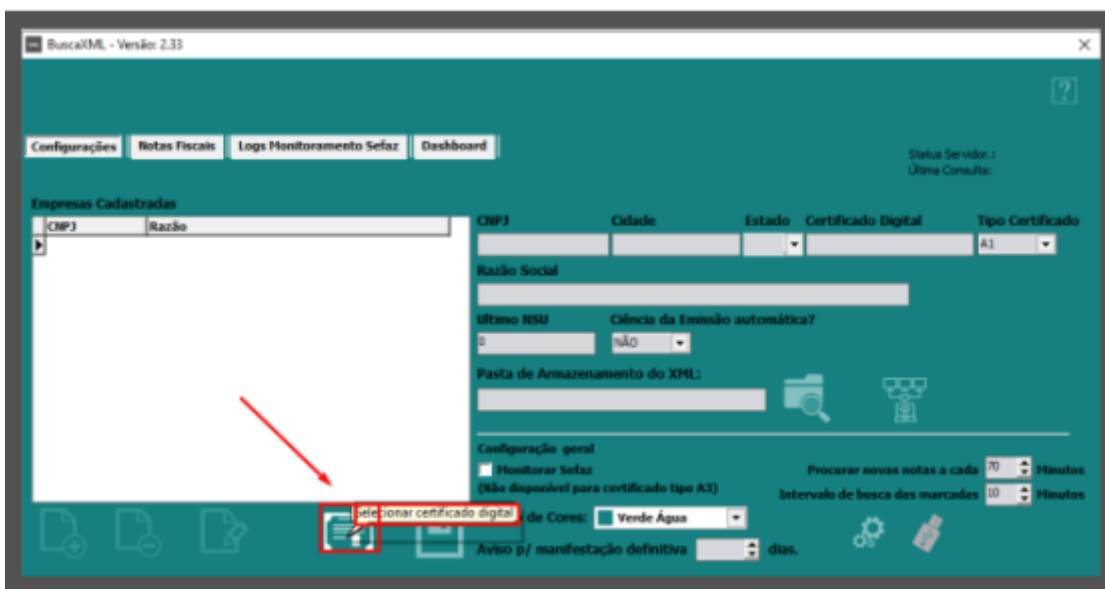 BuscaXML - Versão: 2.33
Configurações Notas Fiscais Logs Monitoramento Sefaz Dashboard
Status Servidor.:
Última Consulta:
Empresas Cadastradas
CNPJ Razão
CNPJ Cidade Estado Certificado Digital Tipo Certificado
A1
Razão Social
Ultimo NSU Ciência da Emissão automática?
0 NÃO
Pasta de Armazenamento do XML:
Configuração geral
Monitorar Sefaz
(Não disponível para certificado tipo A3)
Procurar novas notas a cada 70 Minutos
Intervalo de busca das marcadas 10 Minutos
Selecionar certificado digital
de Cores: Verde Água
Aviso p/ manifestação definitiva dias.